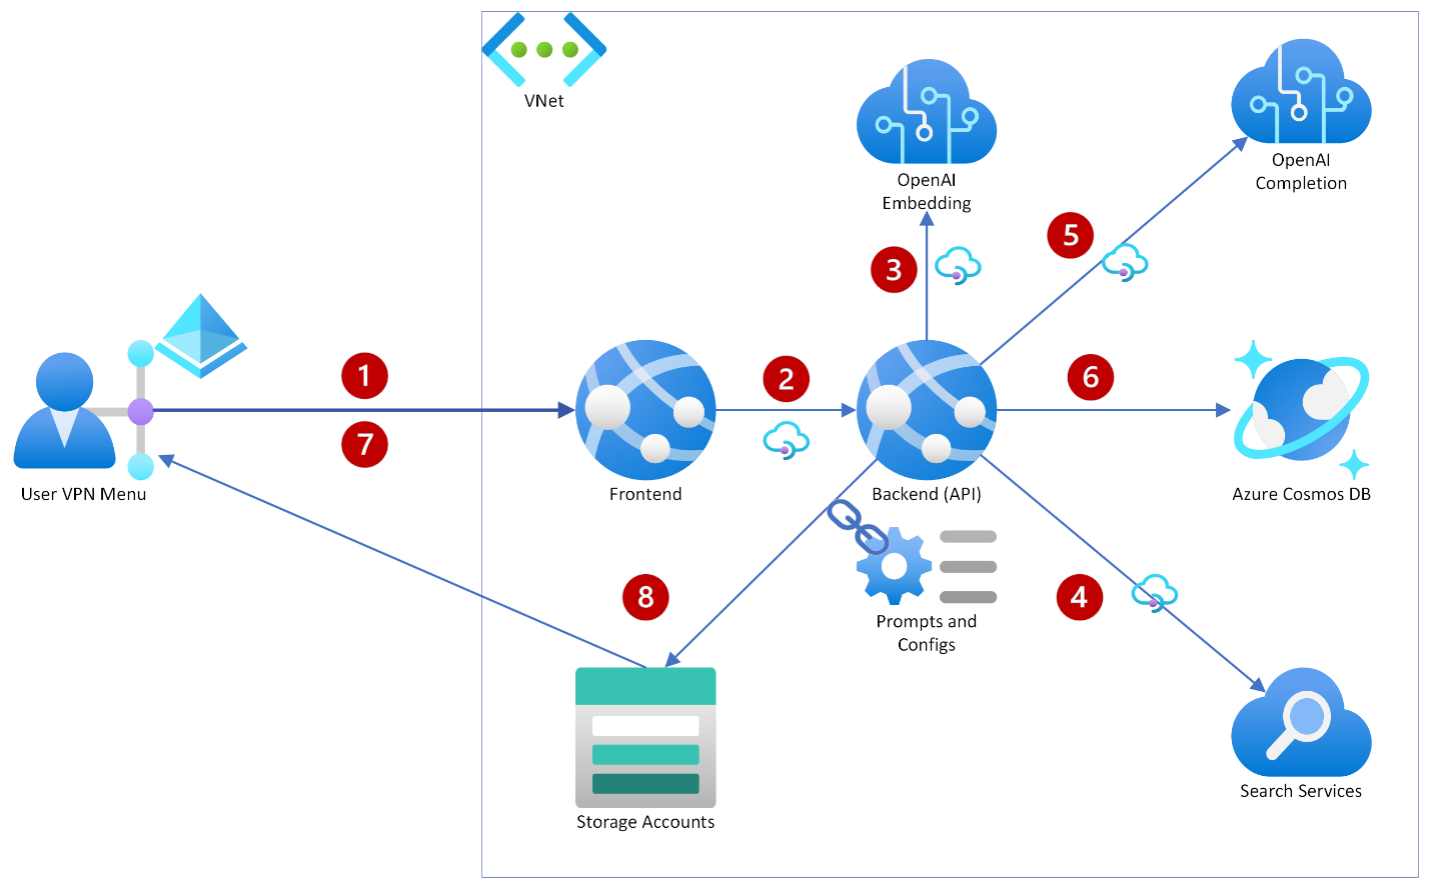 VNet
OpenAI
Embedding
OpenAI
Completion
5
3
1
2
6
7
User VPN Menu
Frontend
Backend (API)
Azure Cosmos DB
8
4
Prompts and
Configs
Search Services
Storage Accounts